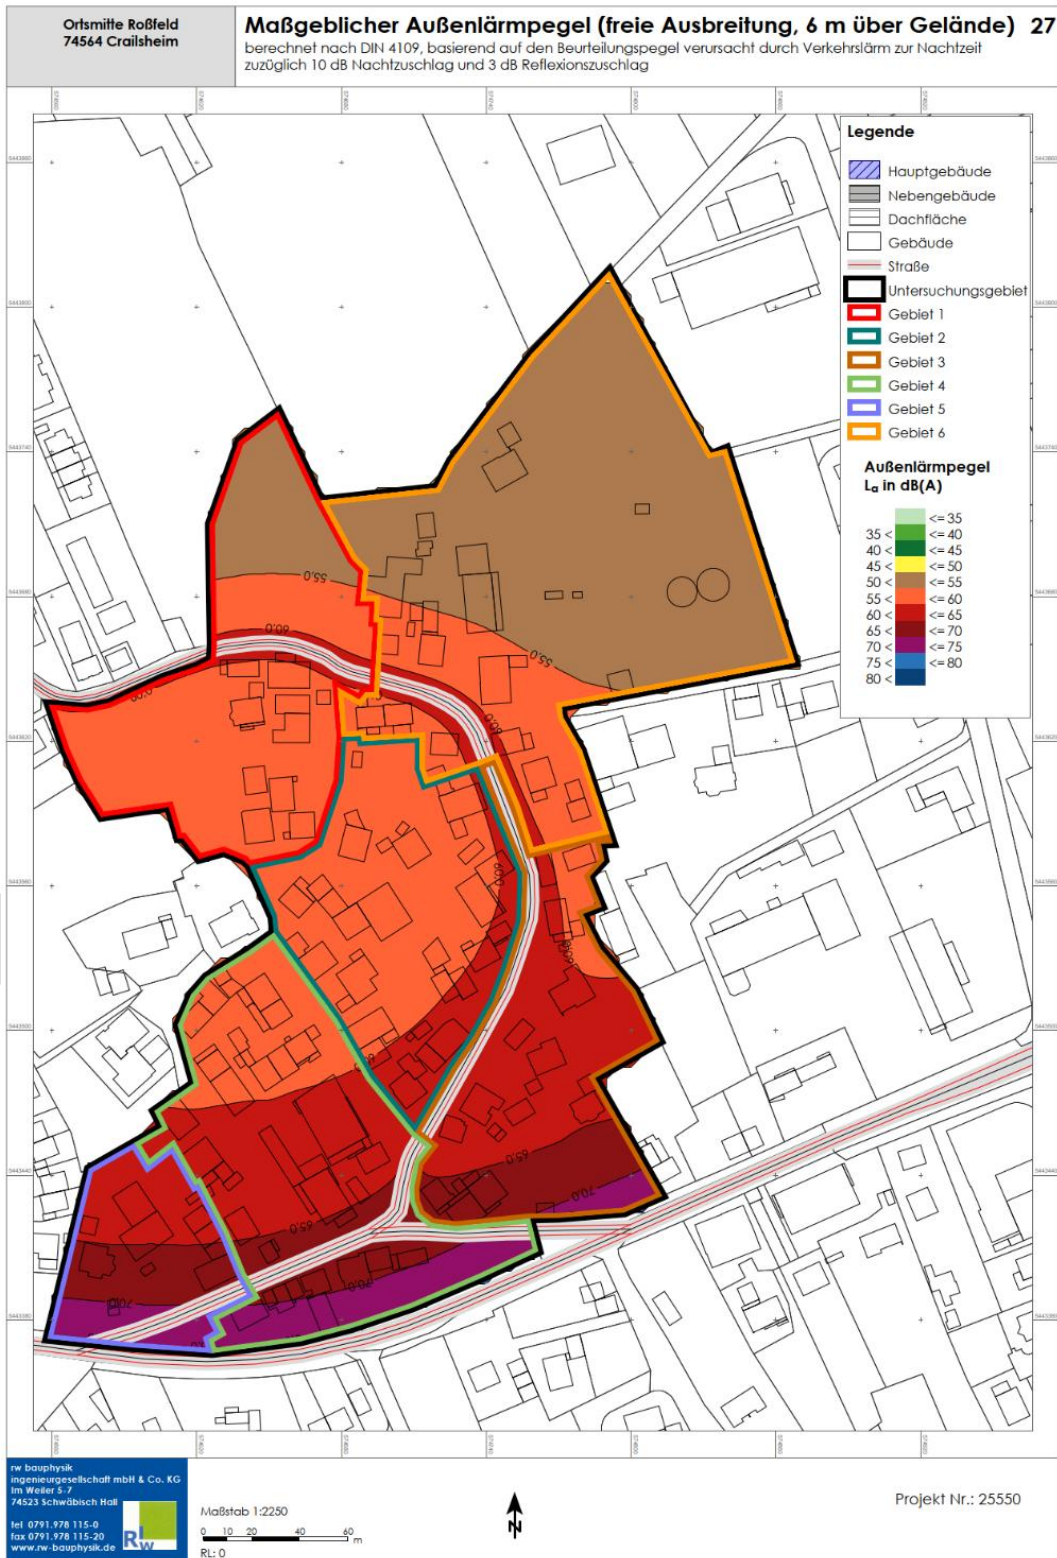 Ortsmitte Roßfeld
74564 Crailsheim
Maßgeblicher Außenlärmpegel (freie Ausbreitung, 6 m über Gelände) 27
berechnet nach DIN 4109, basierend auf den Beurteilungspegel verursacht durch Verkehrslärm zur Nachtzeit
zuzüglich 10 dB Nachtzuschlag und 3 dB Reflexionszuschlag
Legende
Hauptgebäude
Nebengebäude
Dachfläche
Gebäude
Straße
Untersuchungsgebiet
Gebiet 1
Gebiet 2
Gebiet 3
Gebiet 4
Gebiet 5
Gebiet 6
Außenlärmpegel
Lₐ in dB(A)
<= 35
35 < <= 40
40 < <= 45
45 < <= 50
50 < <= 55
55 < <= 60
60 < <= 65
65 < <= 70
70 < <= 75
75 < <= 80
80 <
55.0
60.0
55.0
60.0
60.0
60.0
65.0
70.0
65.0
70.0
rw bauphysik
ingenieurgesellschaft mbH & Co. KG
Im Weiler 5-7
74523 Schwäbisch Hall
tel 0791.978 115-0
fax 0791.978 115-20
www.rw-bauphysik.de
RIw
Maßstab 1:2250
0 10 20 40 60
m
RL: 0
N
Projekt Nr.: 25550